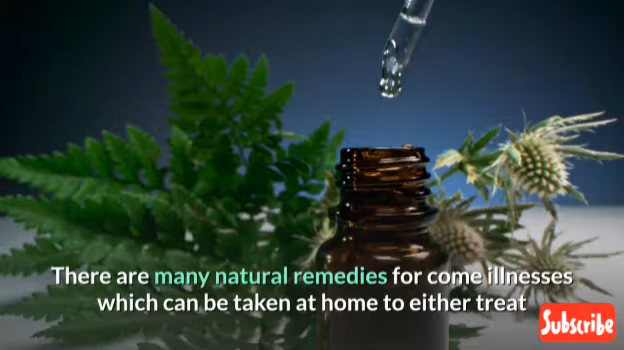 There are many natural remedies for come illnesses
which can be taken at home to either treat
Subscribe